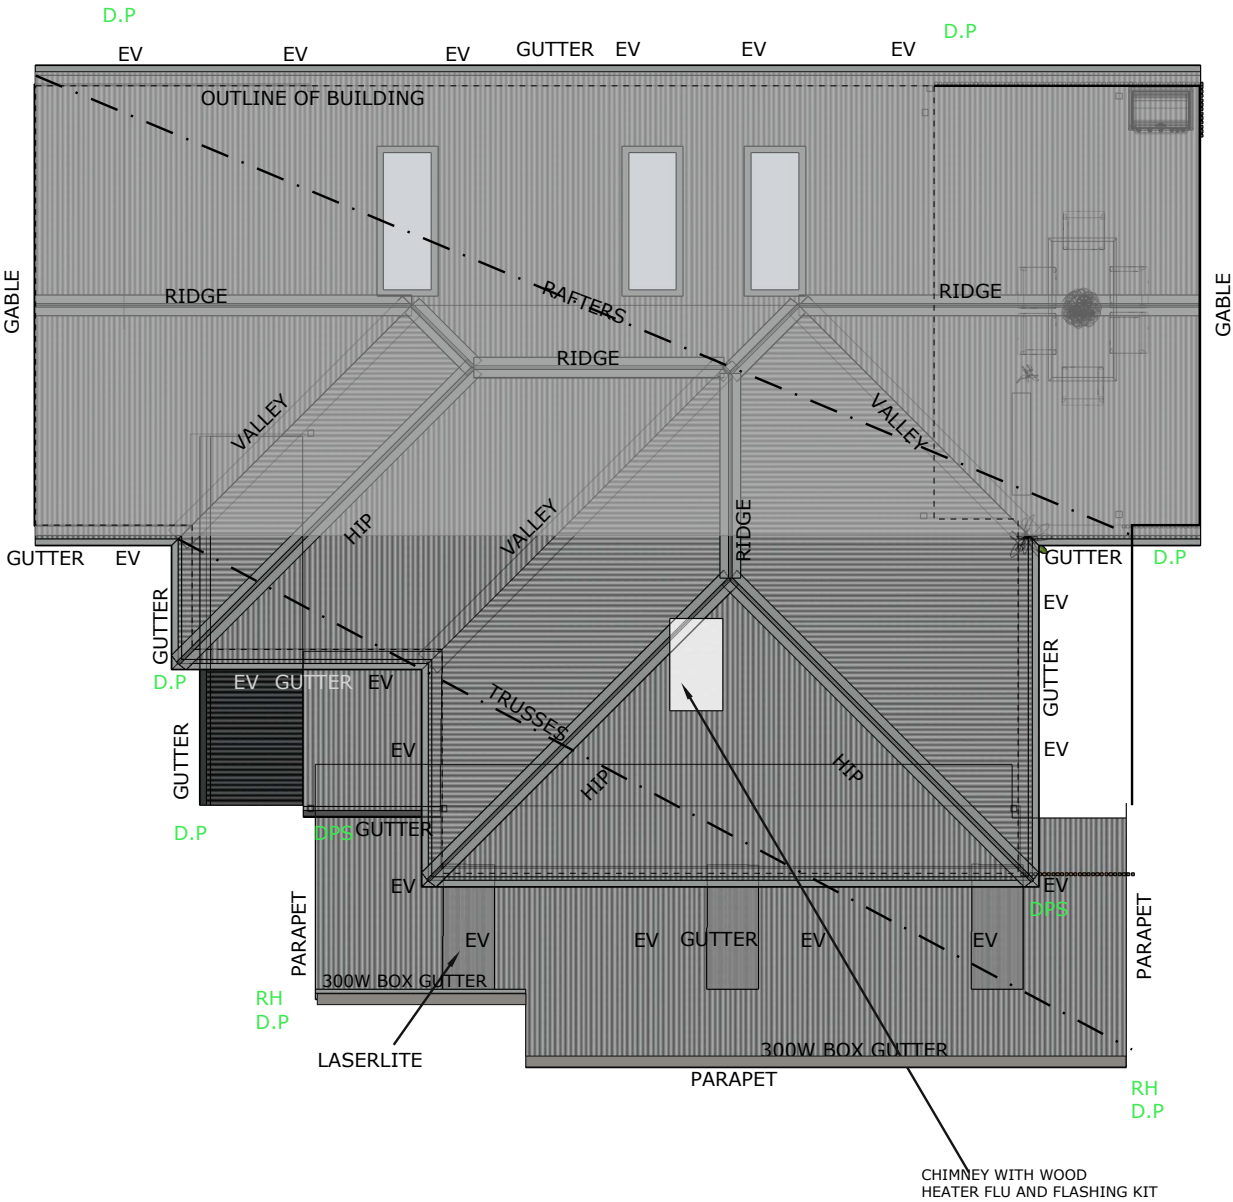 D.P
D.P
EV
EV
EV
GUTTER
EV
EV
EV
OUTLINE OF BUILDING
GABLE
RIDGE
RAFTERS
RIDGE
GABLE
RIDGE
VALLEY
VALLEY
HIP
VALLEY
RIDGE
GUTTER
EV
GUTTER
D.P
GUTTER
EV
GUTTER
D.P
EV
GUTTER
EV
TRUSSES
GUTTER
EV
EV
HIP
HIP
D.P
DPS
GUTTER
EV
EV
DPS
PARAPET
EV
EV
GUTTER
EV
EV
PARAPET
300W BOX GUTTER
RH
D.P
LASERLITE
300W BOX GUTTER
PARAPET
RH
D.P
CHIMNEY WITH WOOD
HEATER FLU AND FLASHING KIT